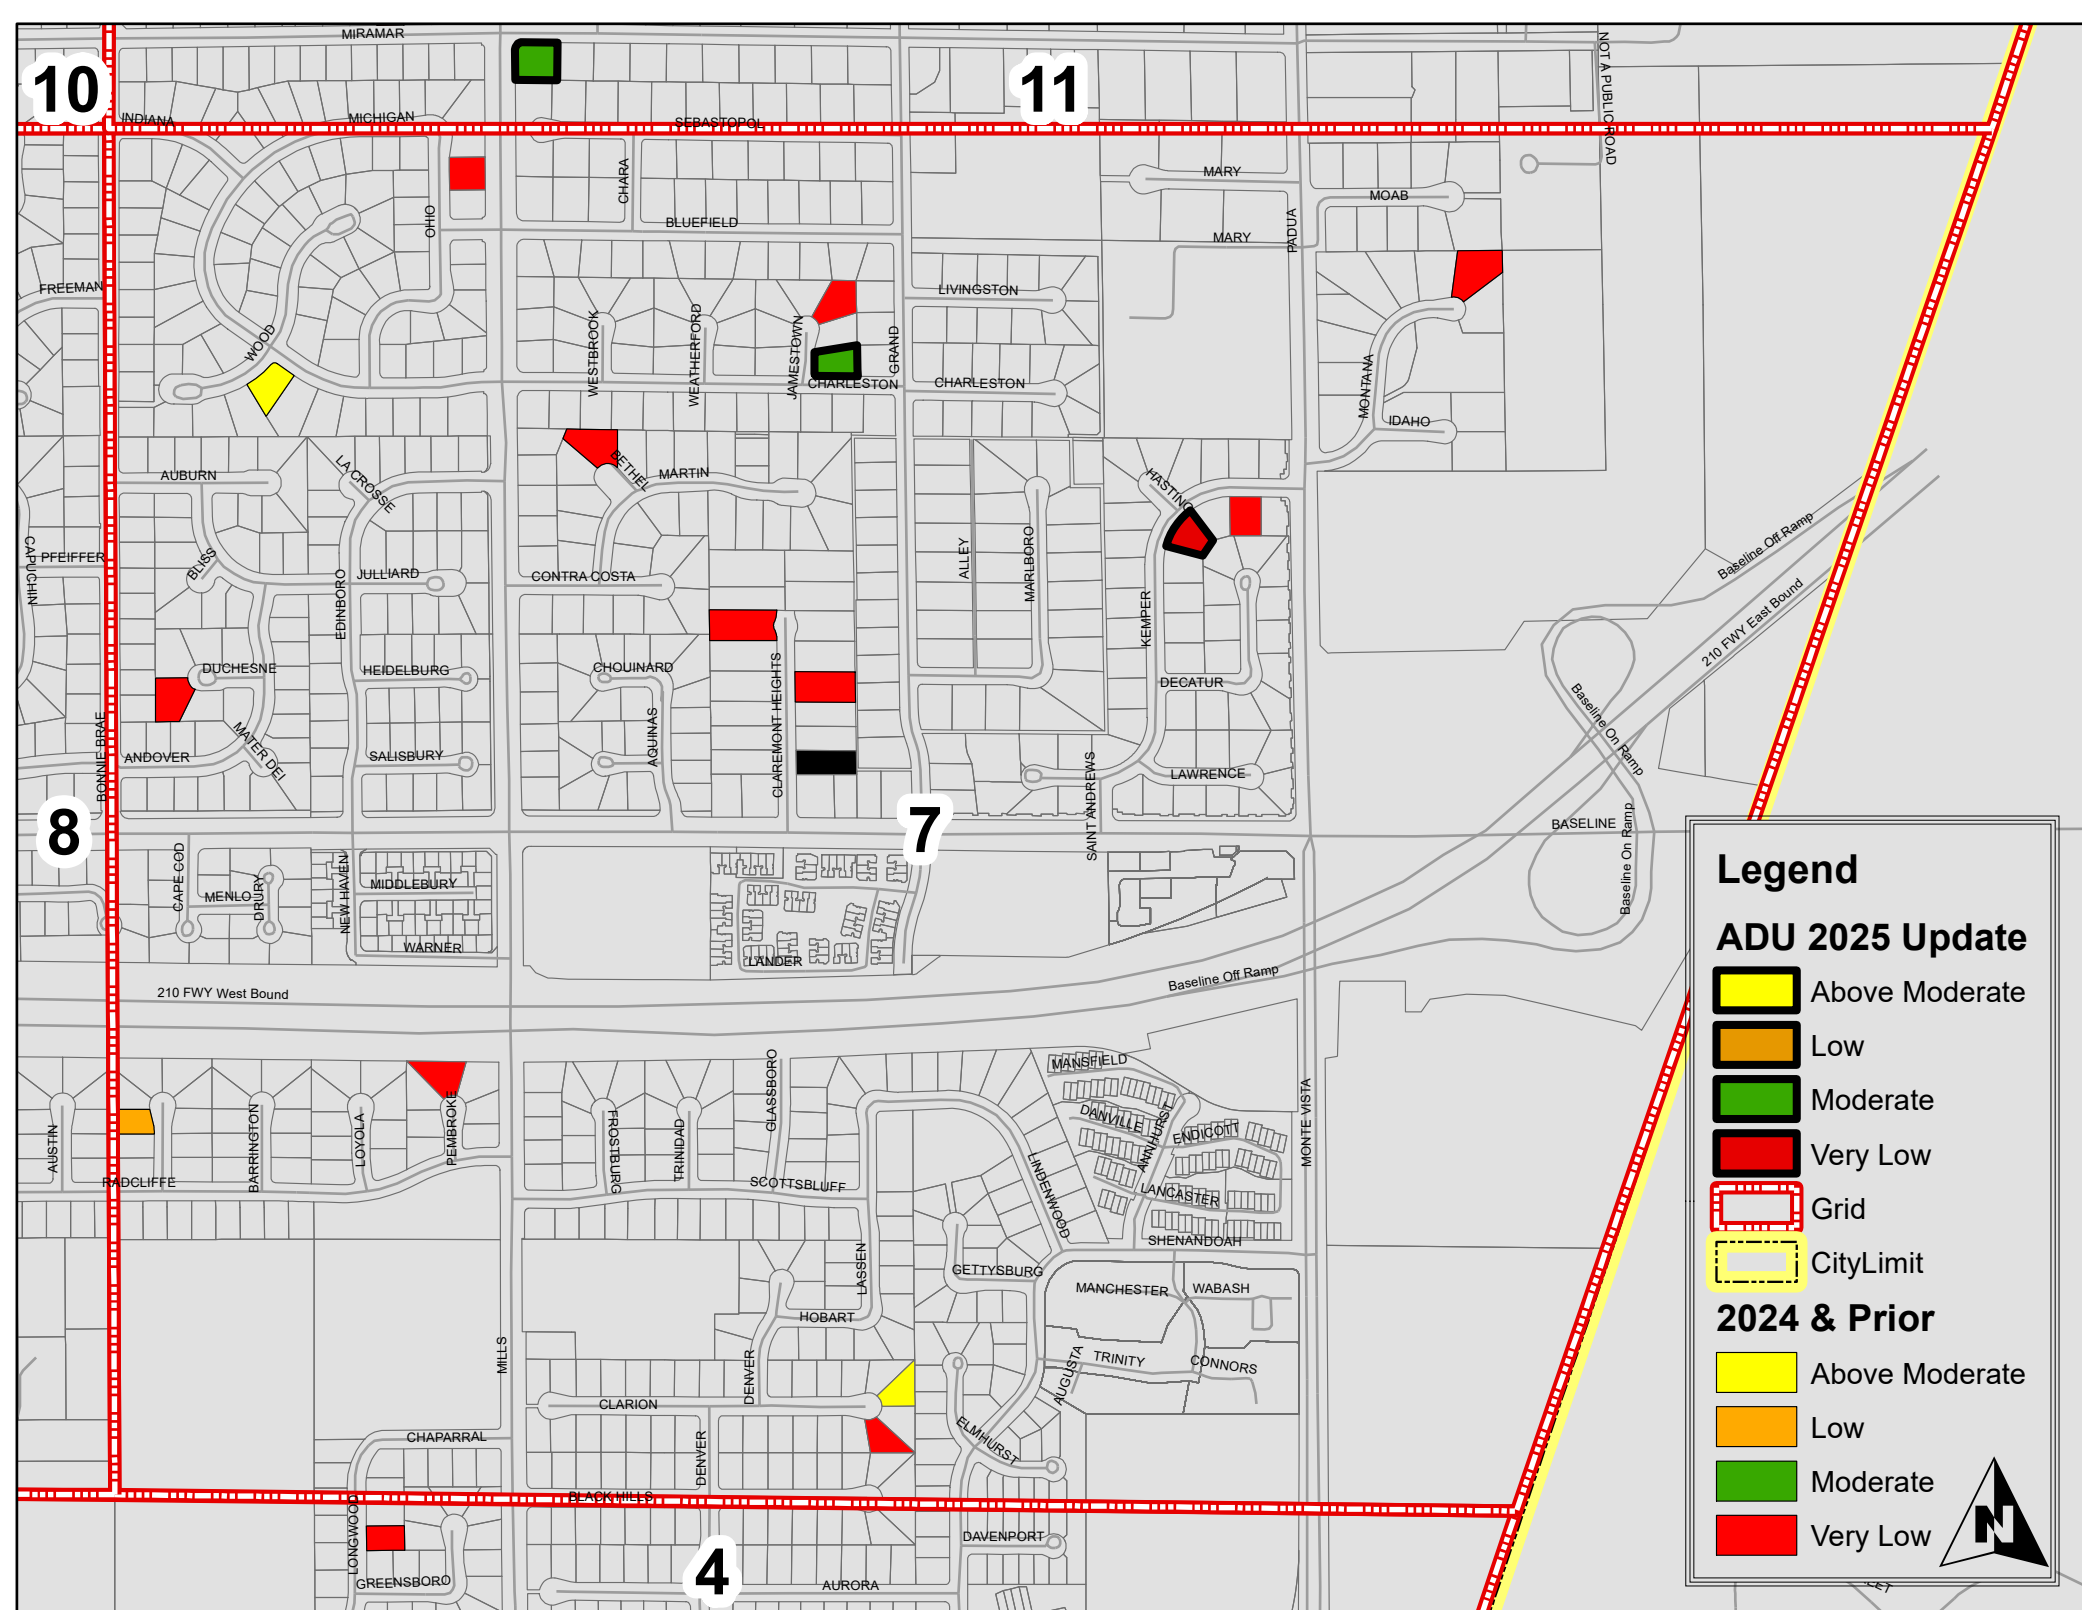 MIRAMAR
NOT A PUBLIC ROAD
10
11
INDIANA
MICHIGAN
SEBASTOPOL
CHARA
MARY
MOAB
OHIO
BLUEFIELD
MARY
PADUA
FREEMAN
LIVINGSTON
WOOD
WESTBROOK
WEATHERFORD
JAMESTOWN
GRAND
CHARLESTON
CHARLESTON
MONTANA
IDAHO
AUBURN
LA CROSSE
BETHEL
MARTIN
HASTING
CAPUCHIN
PFEIFFER
BLISS
JULLIARD
EDINBORO
CONTRA COSTA
ALLEY
MARLBORO
KEMPER
Baseline Off Ramp
210 FWY East Bound
DUCHESNE
HEIDELBURG
CHOUINARD
CLAREMONT HEIGHTS
DECATUR
Baseline On Ramp
BONNIE BRAE
ANDOVER
MATER DEI
SALISBURY
AQUINAS
SAINT ANDREWS
LAWRENCE
8
7
BASELINE
Baseline On Ramp
CAPE COD
MENLO
DRURY
NEW HAVEN
MIDDLEBURY
WARNER
LANDER
210 FWY West Bound
Baseline Off Ramp
AUSTIN
RADCLIFFE
BARRINGTON
LOYOLA
PEMBROKE
FROSTBURG
TRINIDAD
GLASSBORO
SCOTTSBLUFF
LINDENWOOD
MANSFIELD
DANVILLE
ANNHURST
ENDICOTT
LANCASTER
MONTE VISTA
SHENANDOAH
LASSEN
GETTYSBURG
MANCHESTER
WABASH
HOBART
MILLS
DENVER
AUGUSTA
TRINITY
CONNORS
CLARION
ELMHURST
CHAPARRAL
DENVER
BLACK HILLS
LONGWOOD
DAVENPORT
GREENSBORO
4
AURORA
Legend
ADU 2025 Update
Above Moderate
Low
Moderate
Very Low
Grid
CityLimit
2024 & Prior
Above Moderate
Low
Moderate
Very Low
N